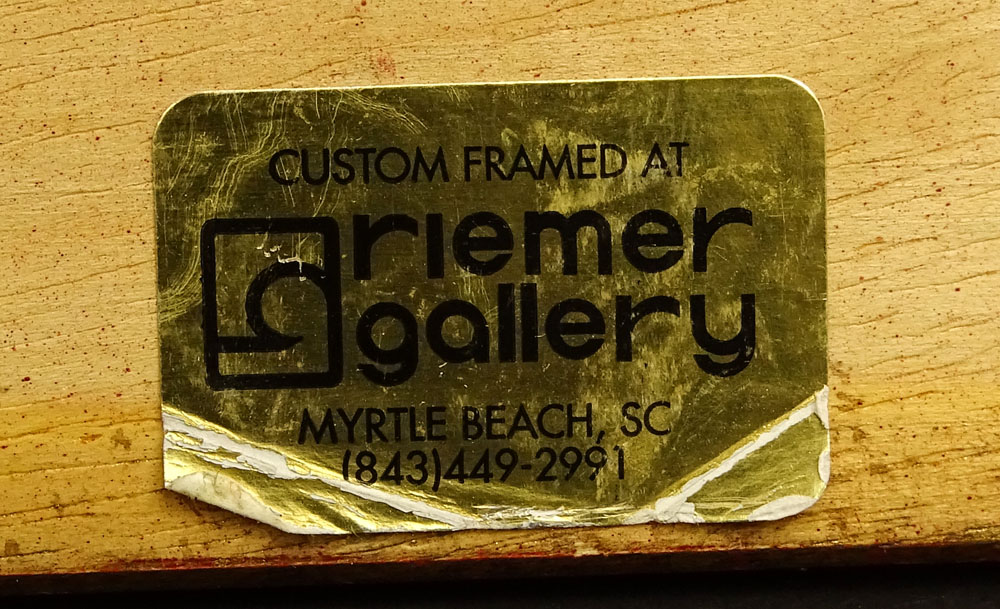 CUSTOM FRAMED AT
riemer
gallery
MYRTLE BEACH, SC
(843)449-2991